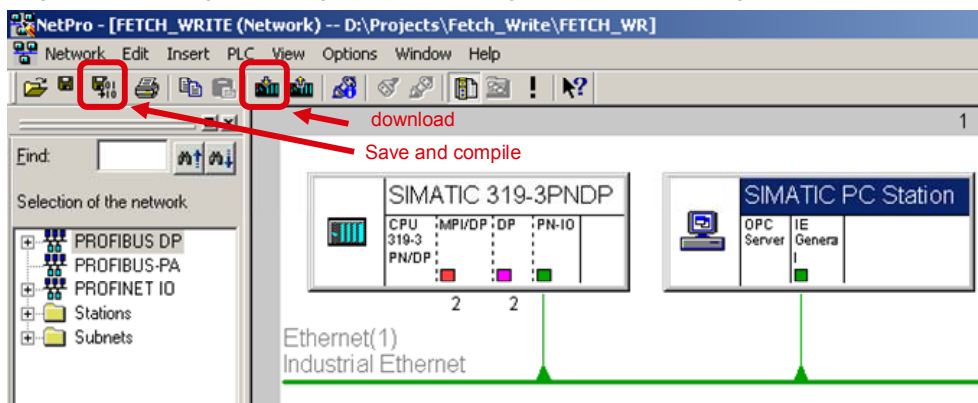 NetPro - [FETCH_WRITE (Network) -- D:\Projects\Fetch_Write\FETCH_WR]
Network Edit Insert PLC View Options Window Help
download
1
Save and compile
Find:
Selection of the network
PROFIBUS DP
PROFIBUS-PA
PROFINET IO
Stations
Subnets
SIMATIC 319-3PNDP
CPU 319-3 PN/DP
MPI/DP
DP
PN-IO
2 2
SIMATIC PC Station
OPC Server
IE Genera l
Ethernet(1)
Industrial Ethernet